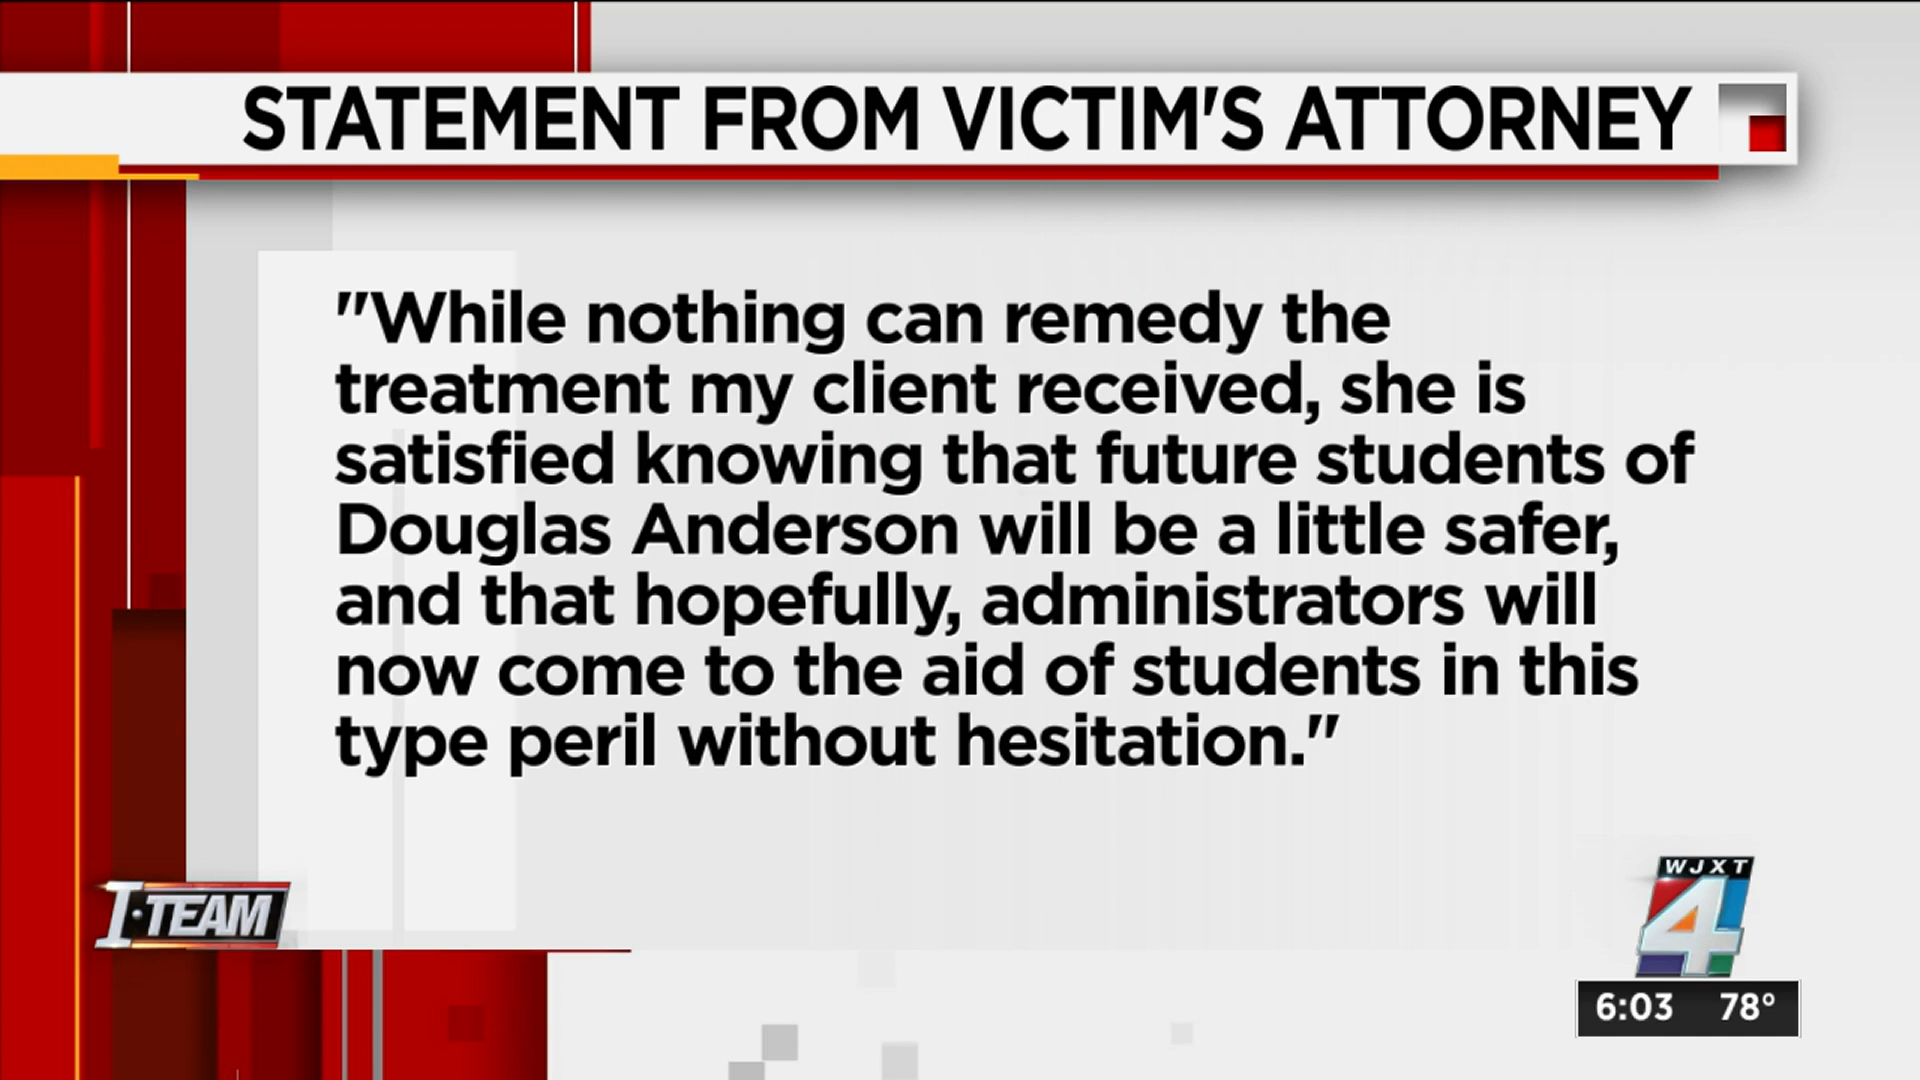 STATEMENT FROM VICTIM'S ATTORNEY
"While nothing can remedy the
treatment my client received, she is
satisfied knowing that future students of
Douglas Anderson will be a little safer,
and that hopefully, administrators will
now come to the aid of students in this
type peril without hesitation."
I-TEAM
WJXT
4
6:03 78°